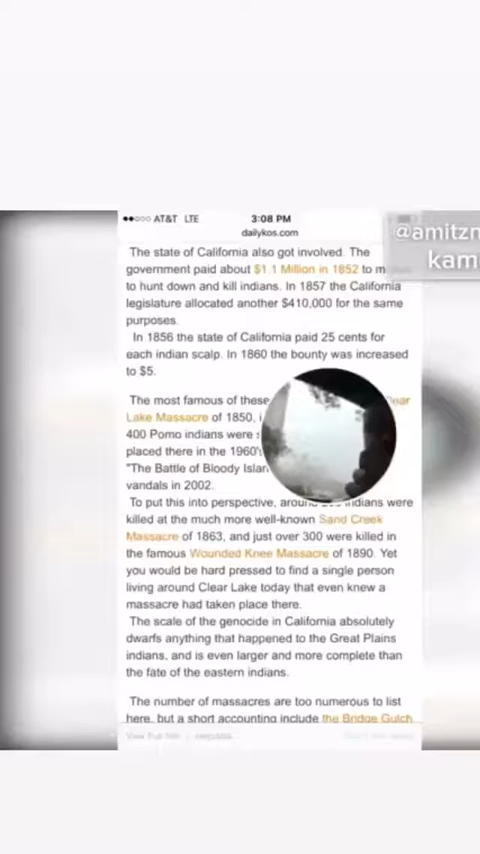 AT&T LTE 3:08 PM
dailykos.com
@amitzn
kam
The state of California also got involved. The
government paid about $1.1 Million in 1852 to
to hunt down and kill indians. In 1857 the California
legislature allocated another $410,000 for the same
purposes.
In 1856 the state of California paid 25 cents for
each indian scalp. In 1860 the bounty was increased
to $5.
The most famous of these
Lake Massacre of 1850,
400 Pomo indians were
placed there in the 1960's
"The Battle of Bloody Islan
vandals in 2002.
To put this into perspective, around indians were
killed at the much more well-known Sand Creek
Massacre of 1863, and just over 300 were killed in
the famous Wounded Knee Massacre of 1890. Yet
you would be hard pressed to find a single person
living around Clear Lake today that even knew a
massacre had taken place there.
The scale of the genocide in California absolutely
dwarfs anything that happened to the Great Plains
indians, and is even larger and more complete than
the fate of the eastern indians.
The number of massacres are too numerous to list
here, but a short accounting include the Bridge Gulch